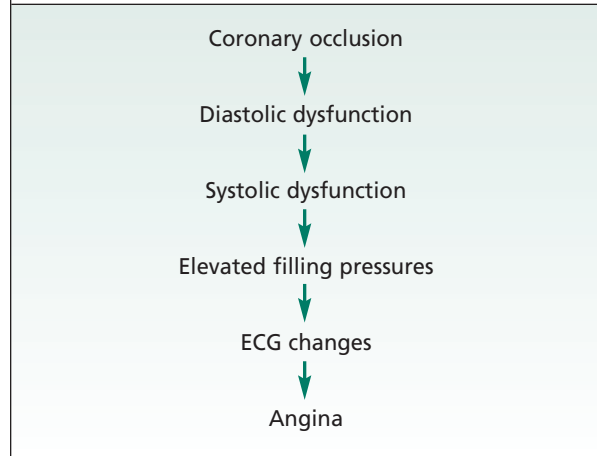 Coronary occlusion
Diastolic dysfunction
Systolic dysfunction
Elevated filling pressures
ECG changes
Angina